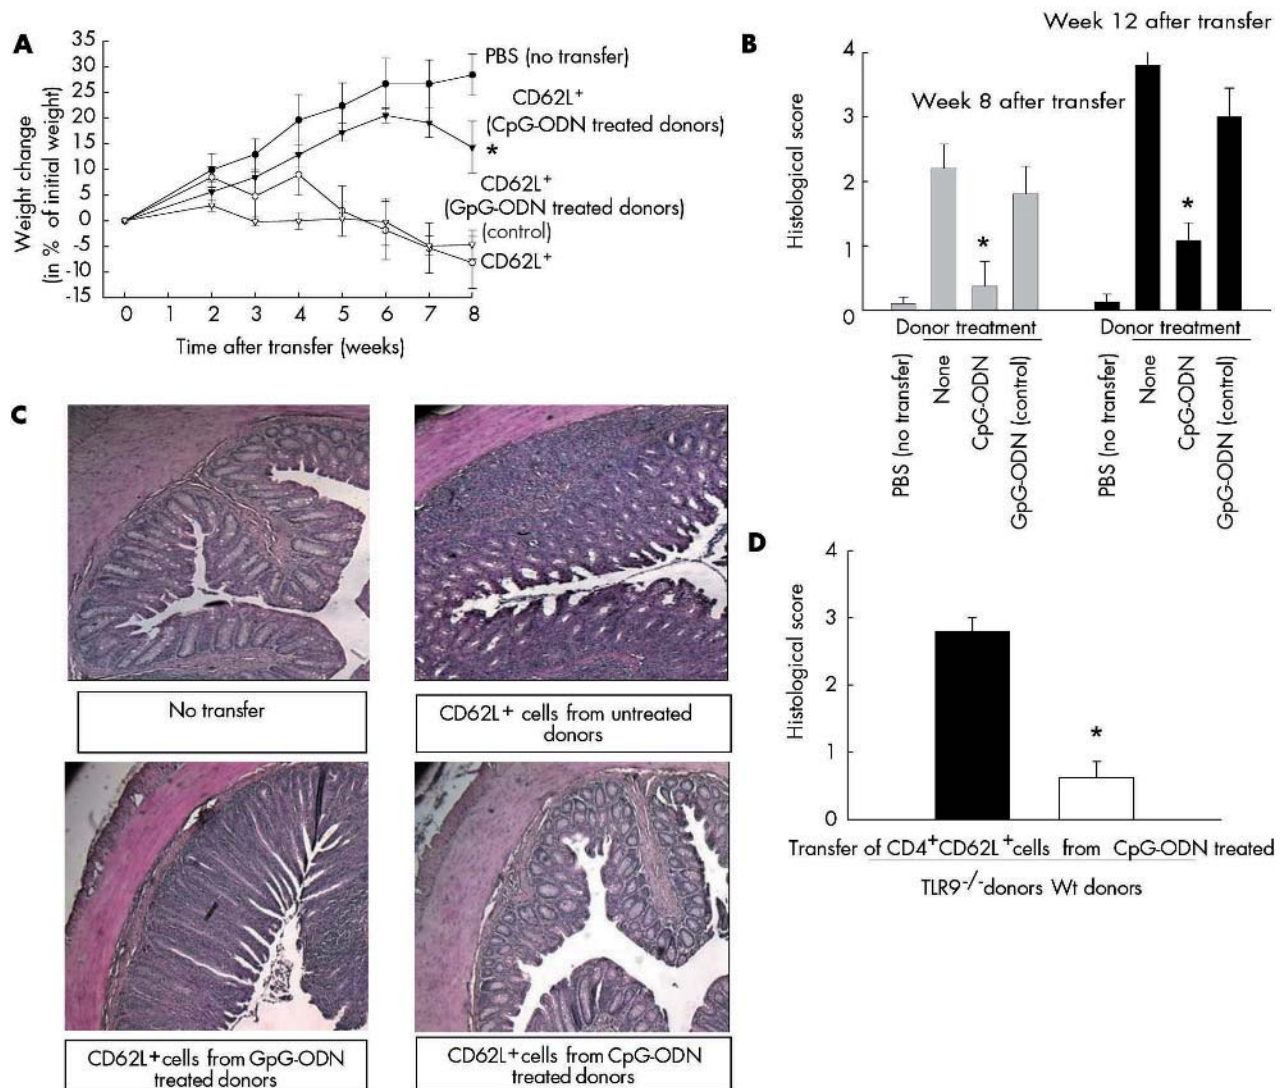 A
35
30
25
20
15
10
5
0
-5
-10
-15
Weight change
(in % of initial weight)
0 1 2 3 4 5 6 7 8
Time after transfer (weeks)
PBS (no transfer)
CD62L+
(CpG-ODN treated donors)
*
CD62L+
(GpG-ODN treated donors)
(control)
CD62L+
B
Week 12 after transfer
Week 8 after transfer
4
3
2
1
0
Histological score
*
*
Donor treatment
Donor treatment
PBS (no transfer)
None
CpG-ODN
GpG-ODN (control)
PBS (no transfer)
None
CpG-ODN
GpG-ODN (control)
C
No transfer
CD62L+ cells from untreated
donors
CD62L+cells from GpG-ODN
treated donors
CD62L+cells from CpG-ODN
treated donors
D
4
3
2
1
0
Histological score
*
Transfer of CD4+CD62L+cells from CpG-ODN treated
TLR9-/-donors Wt donors